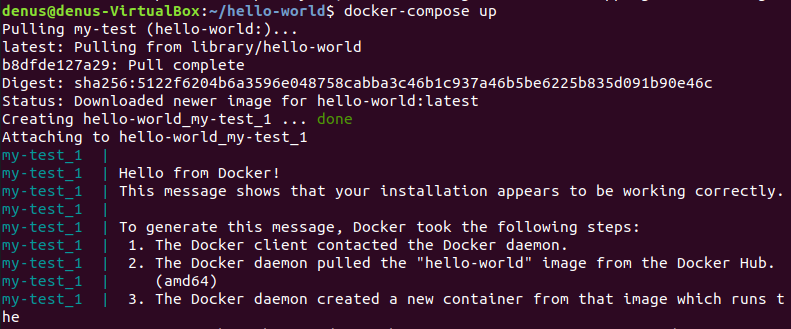 denus@denus-VirtualBox:~/hello-world$ docker-compose up
Pulling my-test (hello-world:)...
latest: Pulling from library/hello-world
b8dfde127a29: Pull complete
Digest: sha256:5122f6204b6a3596e048758cabba3c46b1c937a46b5be6225b835d091b90e46c
Status: Downloaded newer image for hello-world:latest
Creating hello-world_my-test_1 ... done
Attaching to hello-world_my-test_1
my-test_1  |
my-test_1  | Hello from Docker!
my-test_1  | This message shows that your installation appears to be working correctly.
my-test_1  |
my-test_1  | To generate this message, Docker took the following steps:
my-test_1  |  1. The Docker client contacted the Docker daemon.
my-test_1  |  2. The Docker daemon pulled the "hello-world" image from the Docker Hub.
my-test_1  |     (amd64)
my-test_1  |  3. The Docker daemon created a new container from that image which runs t
he